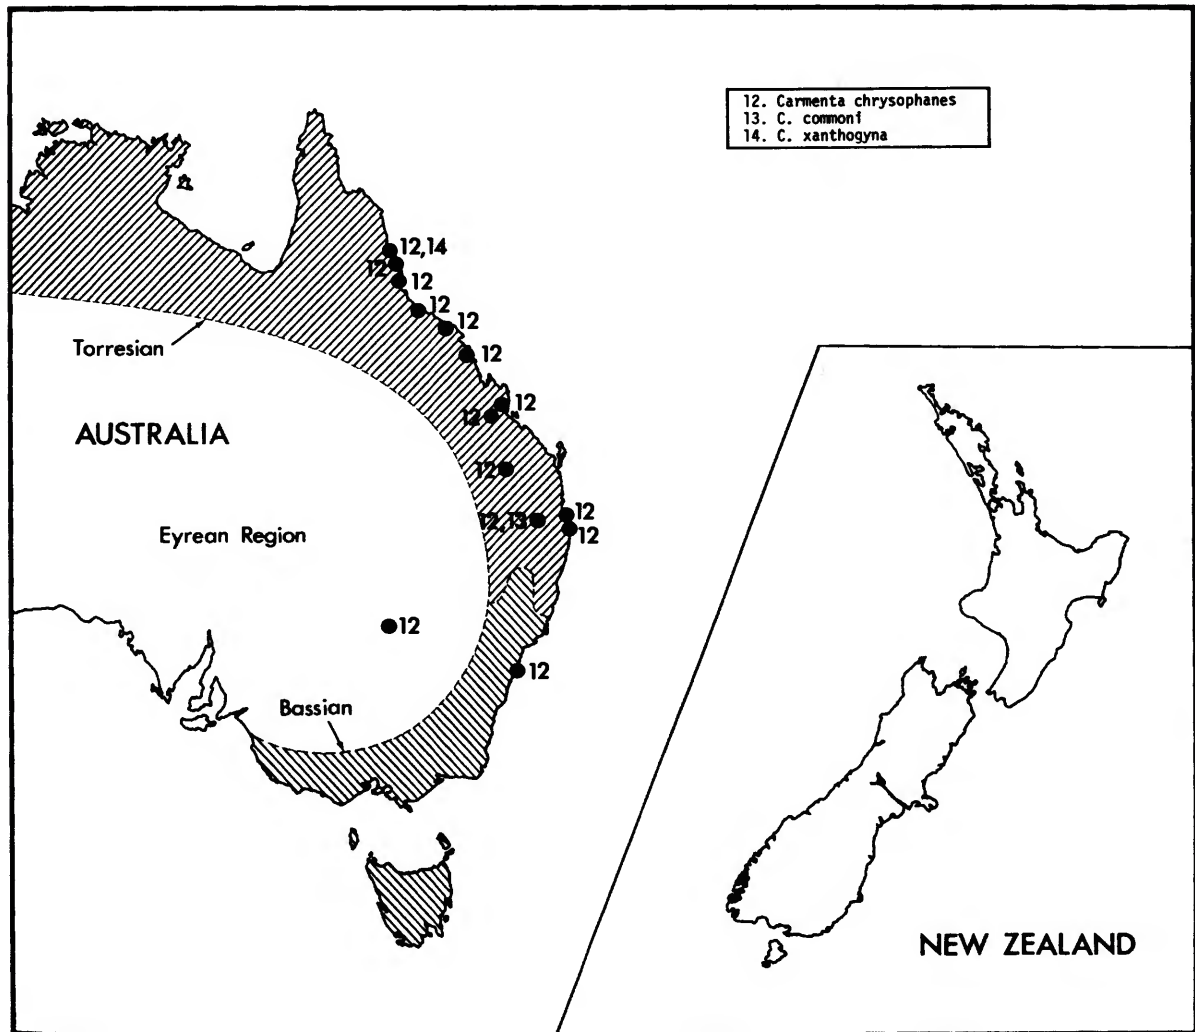 12. Carmenta chrysophanes
13. C. commoni
14. C. xanthogyna
12,14
12
12
12
12
12
12
12
12
12,13
12
12
12
12
Torresian
AUSTRALIA
Eyrean Region
Bassian
NEW ZEALAND